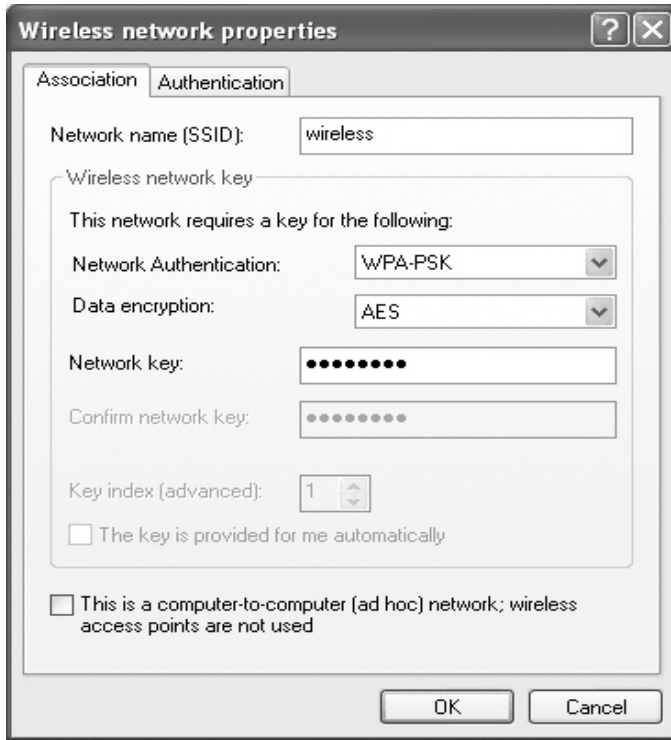 Wireless network properties
Association Authentication
Network name (SSID): wireless
Wireless network key
This network requires a key for the following:
Network Authentication: WPA-PSK
Data encryption: AES
Network key: ••••••••
Confirm network key: ••••••••
Key index (advanced): 1
The key is provided for me automatically
This is a computer-to-computer (ad hoc) network; wireless
access points are not used
OK Cancel